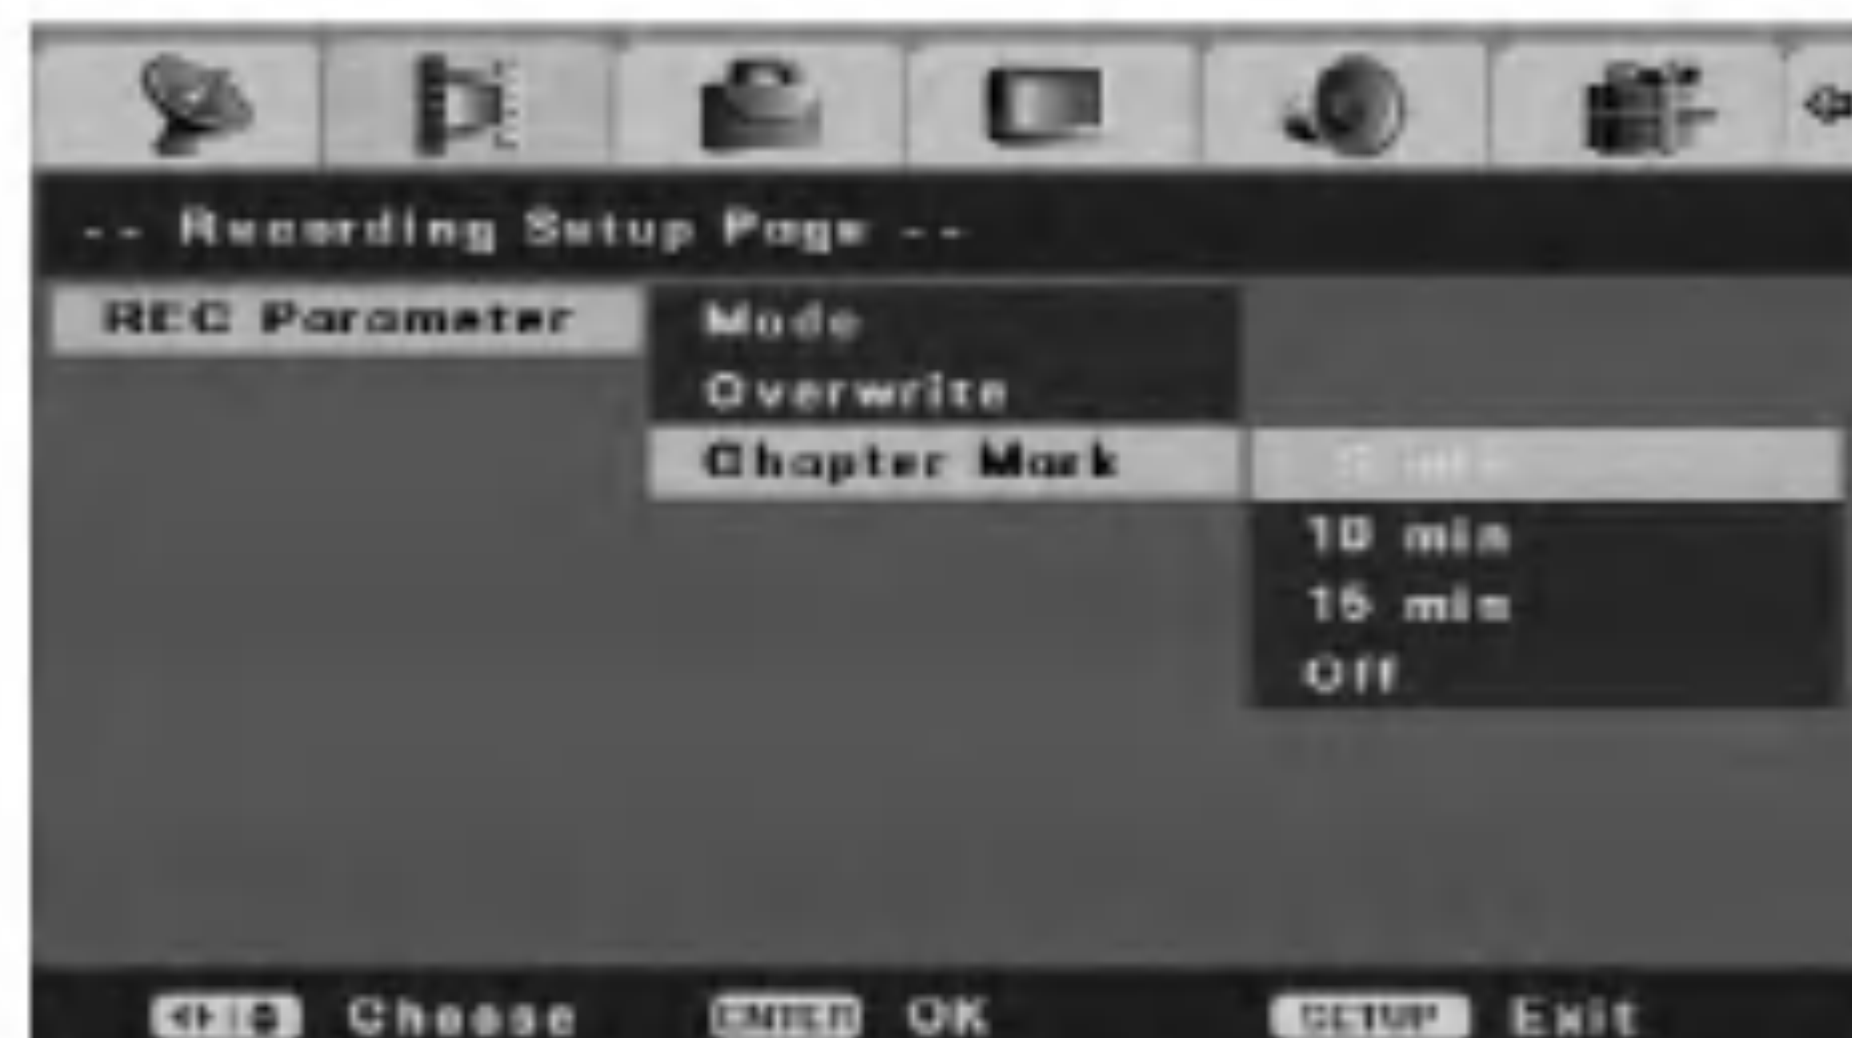 -- Recording Setup Page --
REC Parameter
Mode
Overwrite
Chapter Mark
10 min
15 min
Off
Choose
ENTER OK
SETUP Exit